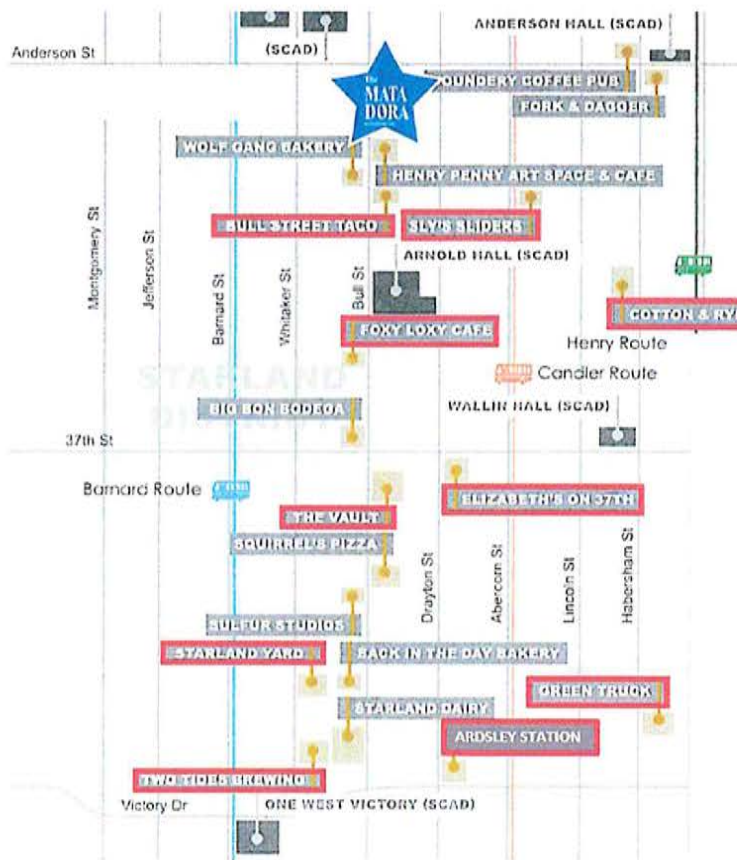 ANDERSON HALL (SCAD)
(SCAD)
Anderson St
The
MATA
DORA
OUNDERY COFFEE PUB
FORK & DAGGER
WOLF GANG BAKERY
HENRY PENNY ART SPACE & CAFE
BULL STREET TACO
SLY'S SLIDERS
ARNOLD HALL (SCAD)
Montgomery St
Jefferson St
Barnard St
Whitaker St
Bull St
FOXY LOXY CAFE
COTTON & RY
Henry Route
Candler Route
STARLAND
DISTRICT
BIG BON BODEGA
WALLIN HALL (SCAD)
37th St
Barnard Route
ELIZABETH'S ON 37TH
THE VAULT
SQUIRREL'S PIZZA
Drayton St
Abercorn St
Lincoln St
Habersham St
SULFUR STUDIOS
STARLAND YARD
BACK IN THE DAY BAKERY
GREEN TRUCK
STARLAND DAIRY
ARDSLEY STATION
TWO TIDES BREWING
Victory Dr
ONE WEST VICTORY (SCAD)